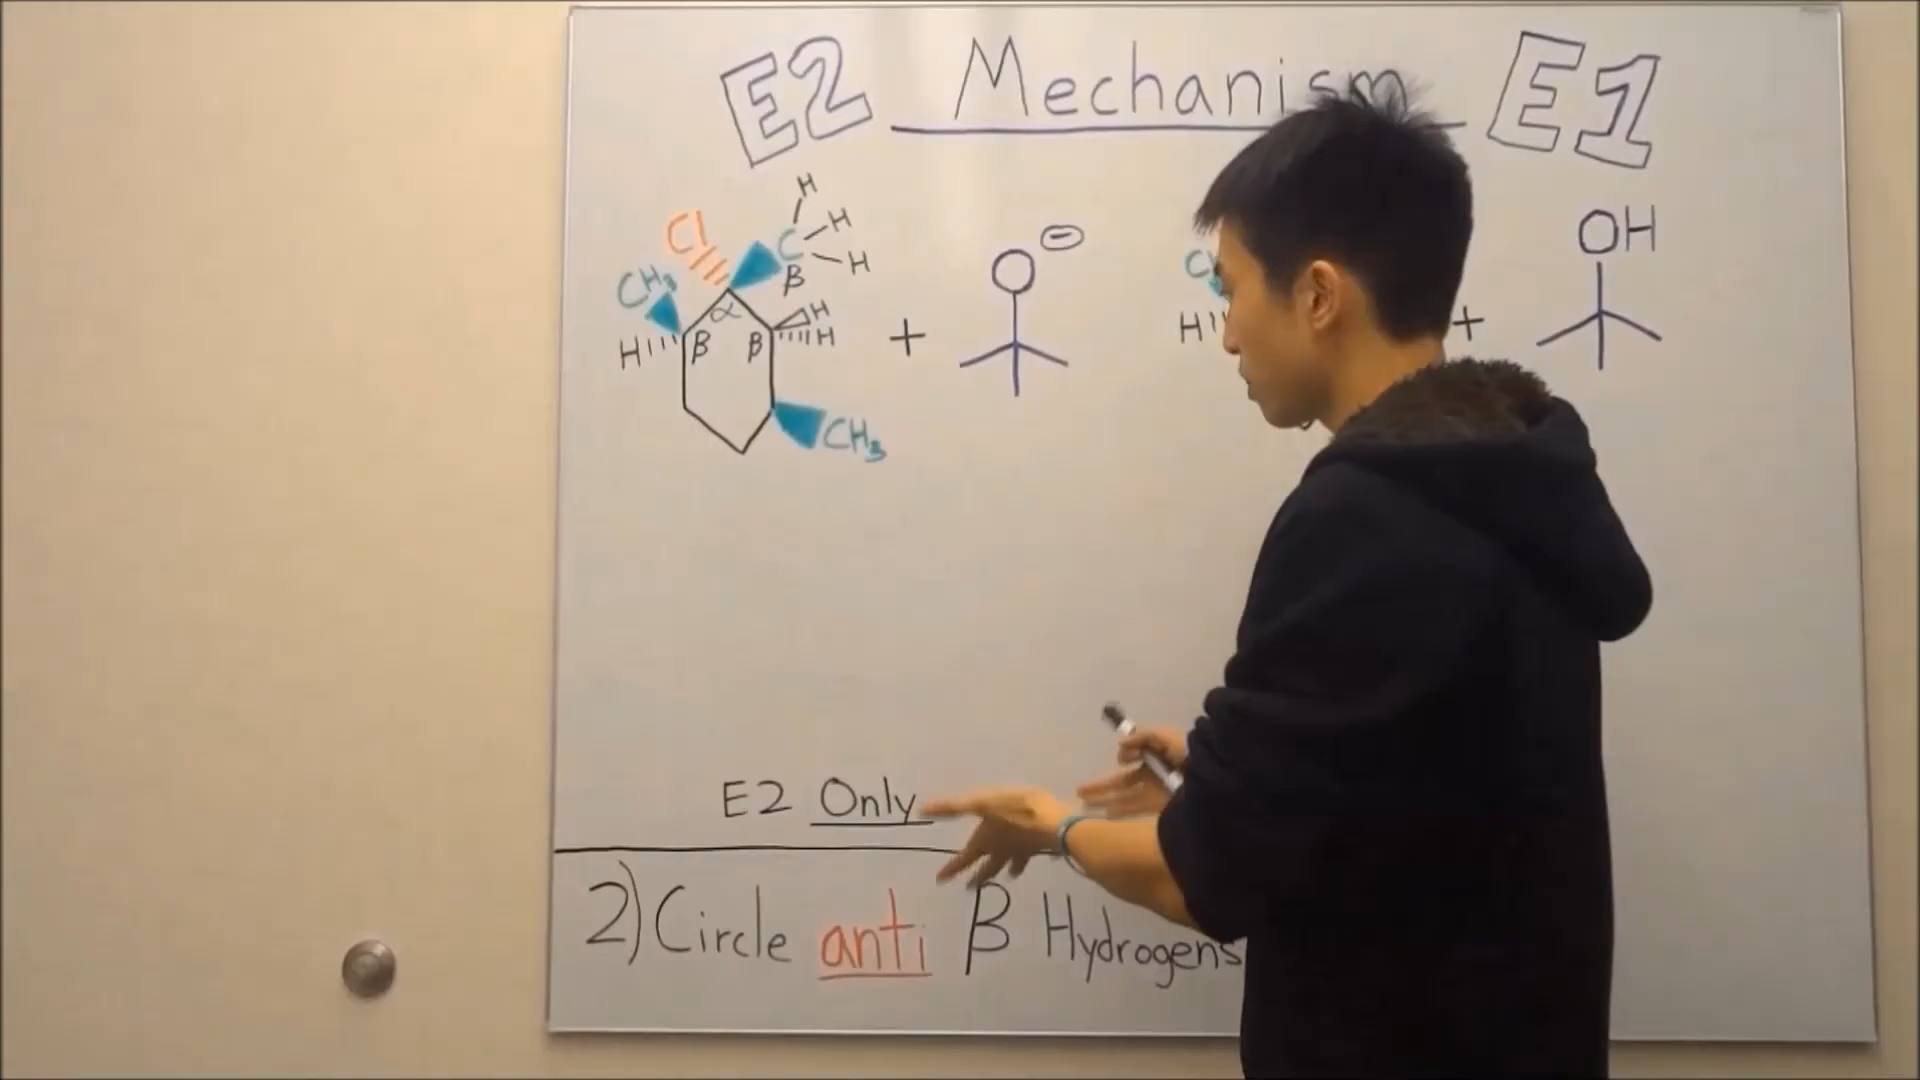 E2 Mechanism E1
H
Cl C H
H
CH3 β
α
H β β H
H
+ O ⊖
CH3
H
+ OH
E2 Only
2) Circle anti β Hydrogens